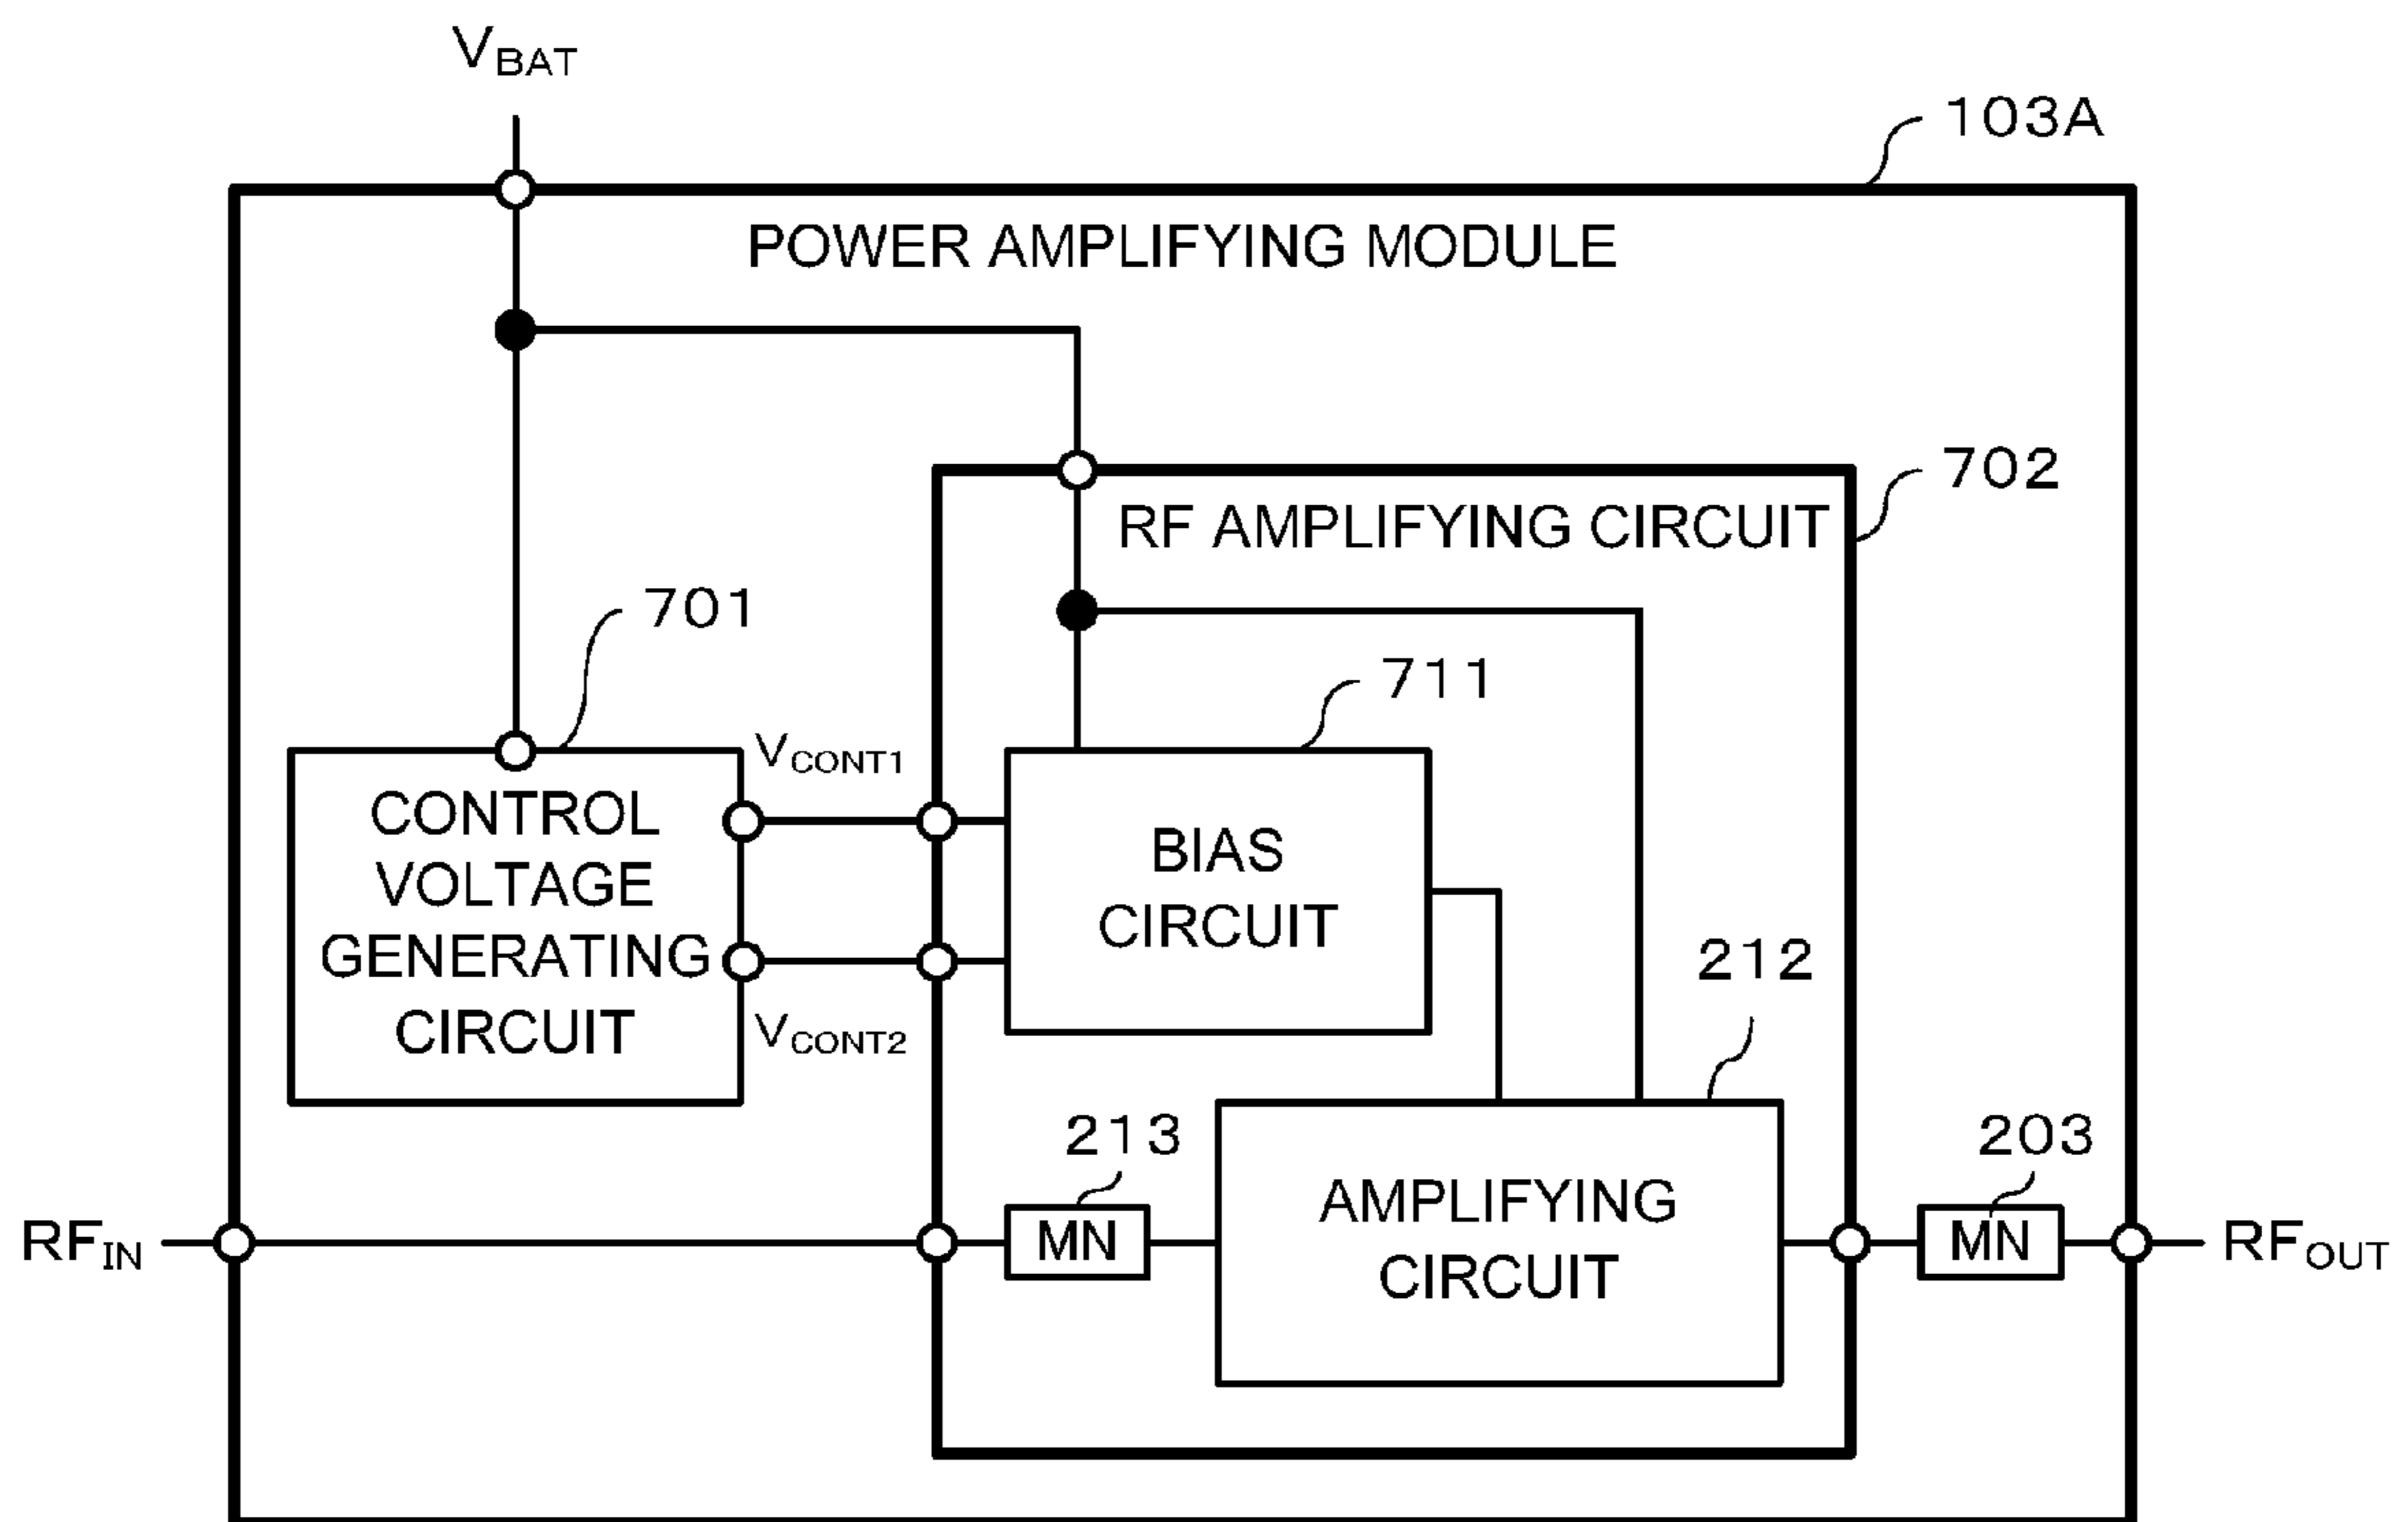 VBAT
103A
POWER AMPLIFYING MODULE
702
RF AMPLIFYING CIRCUIT
701
711
VCONT1
CONTROL
VOLTAGE
GENERATING
CIRCUIT
BIAS
CIRCUIT
VCONT2
212
213
203
RFIN
MN
AMPLIFYING
CIRCUIT
MN
RFOUT